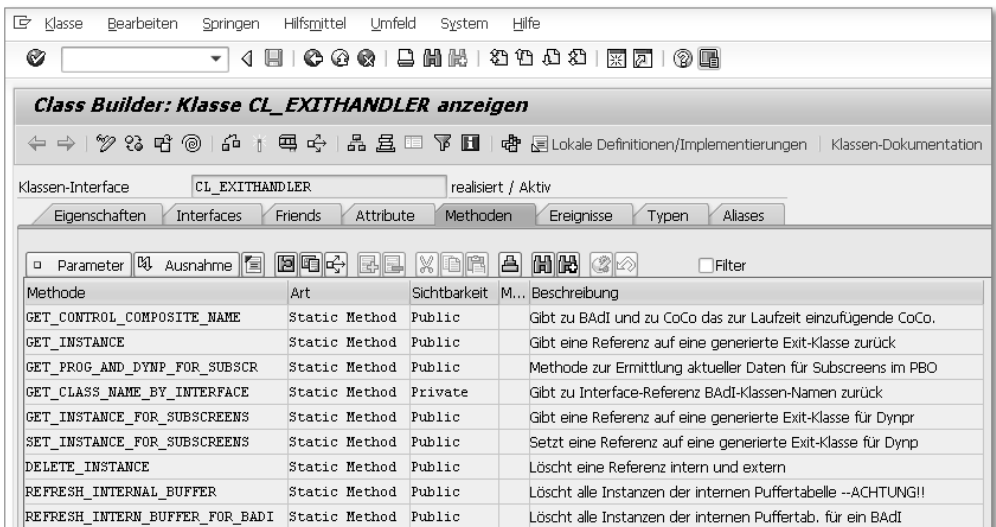 Klasse Bearbeiten Springen Hilfsmittel Umfeld System Hilfe
Class Builder: Klasse CL_EXITHANDLER anzeigen
Lokale Definitionen/Implementierungen Klassen-Dokumentation
Klassen-Interface CL_EXITHANDLER realisiert / Aktiv
Eigenschaften Interfaces Friends Attribute Methoden Ereignisse Typen Aliases
Parameter Ausnahme Filter
Methode Art Sichtbarkeit M... Beschreibung
GET_CONTROL_COMPOSITE_NAME Static Method Public Gibt zu BAdI und zu CoCo das zur Laufzeit einzufügende CoCo.
GET_INSTANCE Static Method Public Gibt eine Referenz auf eine generierte Exit-Klasse zurück
GET_PROG_AND_DYNP_FOR_SUBSCR Static Method Public Methode zur Ermittlung aktueller Daten für Subscreens im PBO
GET_CLASS_NAME_BY_INTERFACE Static Method Private Gibt zu Interface-Referenz BAdI-Klassen-Namen zurück
GET_INSTANCE_FOR_SUBSCREENS Static Method Public Gibt eine Referenz auf eine generierte Exit-Klasse für Dynpr
SET_INSTANCE_FOR_SUBSCREENS Static Method Public Setzt eine Referenz auf eine generierte Exit-Klasse für Dynp
DELETE_INSTANCE Static Method Public Löscht eine Referenz intern und extern
REFRESH_INTERNAL_BUFFER Static Method Public Löscht alle Instanzen der internen Puffertabelle --ACHTUNG!!
REFRESH_INTERN_BUFFER_FOR_BADI Static Method Public Löscht alle Instanzen der internen Puffertab. für ein BAdI